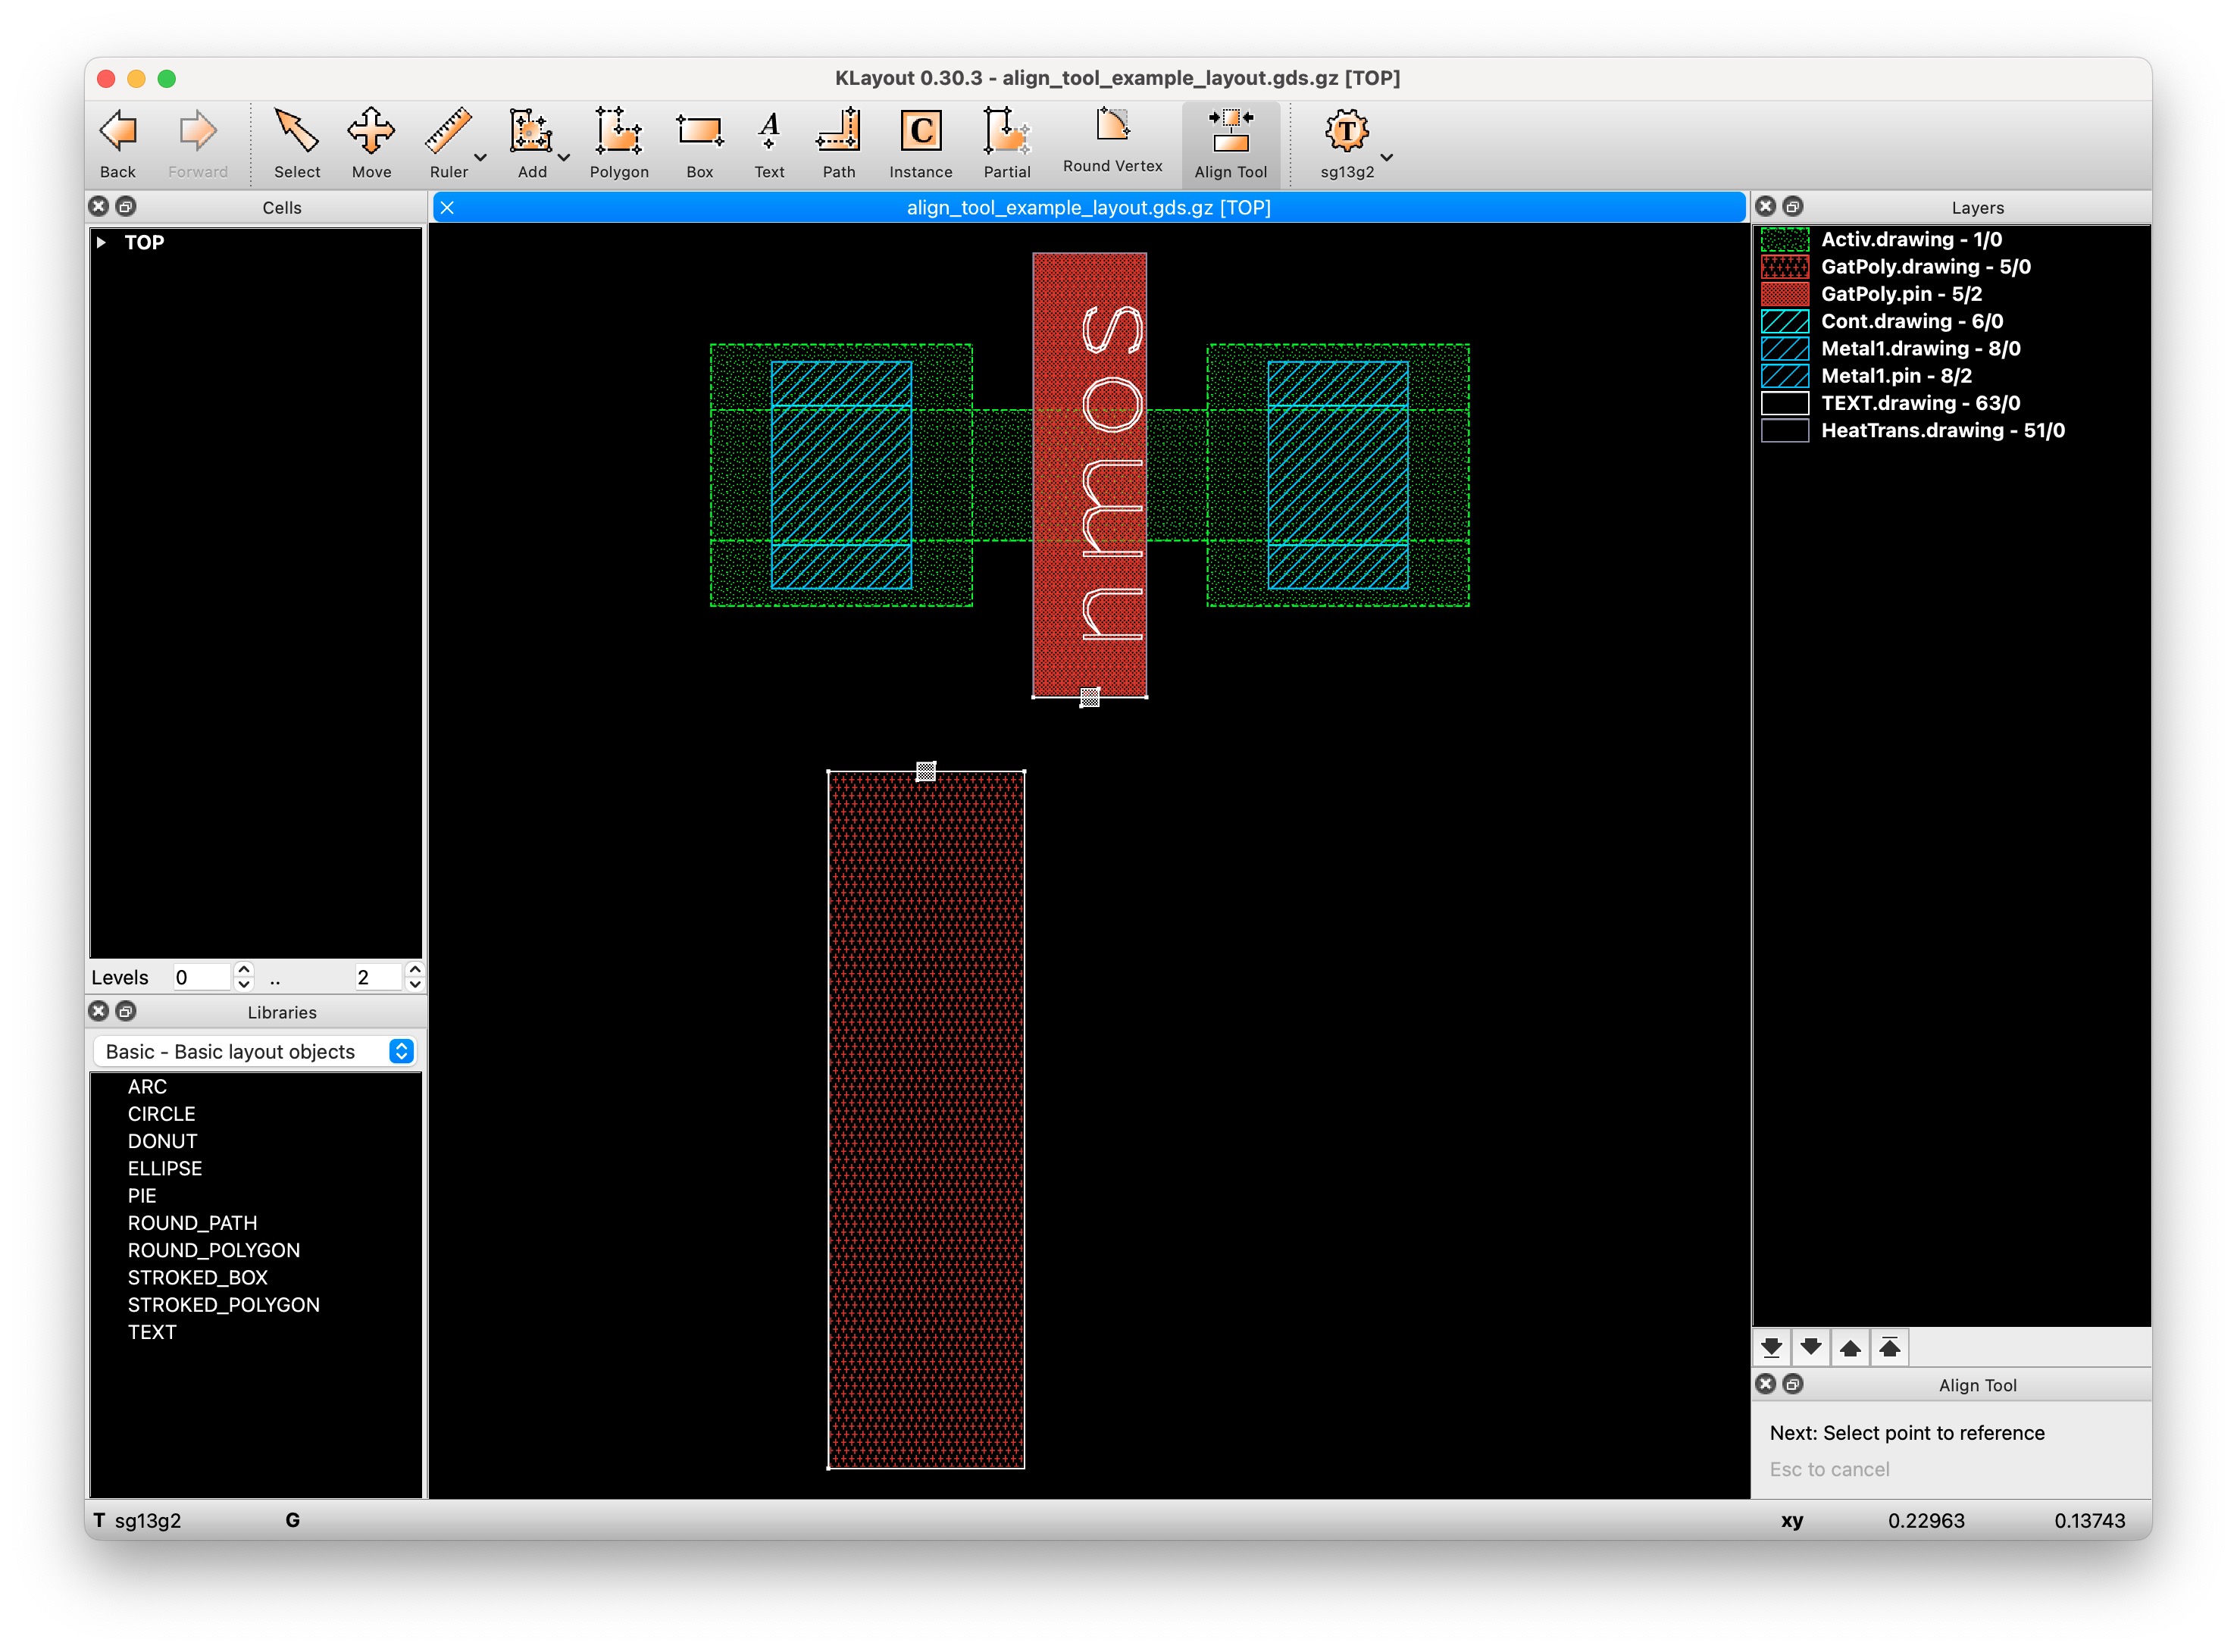 KLayout 0.30.3 - align_tool_example_layout.gds.gz [TOP]
Back
Forward
Select
Move
Ruler
Add
Polygon
Box
Text
Path
Instance
Partial
Round Vertex
Align Tool
sg13g2
Cells
align_tool_example_layout.gds.gz [TOP]
Layers
TOP
nmos
Activ.drawing - 1/0
GatPoly.drawing - 5/0
GatPoly.pin - 5/2
Cont.drawing - 6/0
Metal1.drawing - 8/0
Metal1.pin - 8/2
TEXT.drawing - 63/0
HeatTrans.drawing - 51/0
Levels 0 .. 2
Libraries
Basic - Basic layout objects
ARC
CIRCLE
DONUT
ELLIPSE
PIE
ROUND_PATH
ROUND_POLYGON
STROKED_BOX
STROKED_POLYGON
TEXT
Align Tool
Next: Select point to reference
Esc to cancel
T sg13g2 G xy 0.22963 0.13743